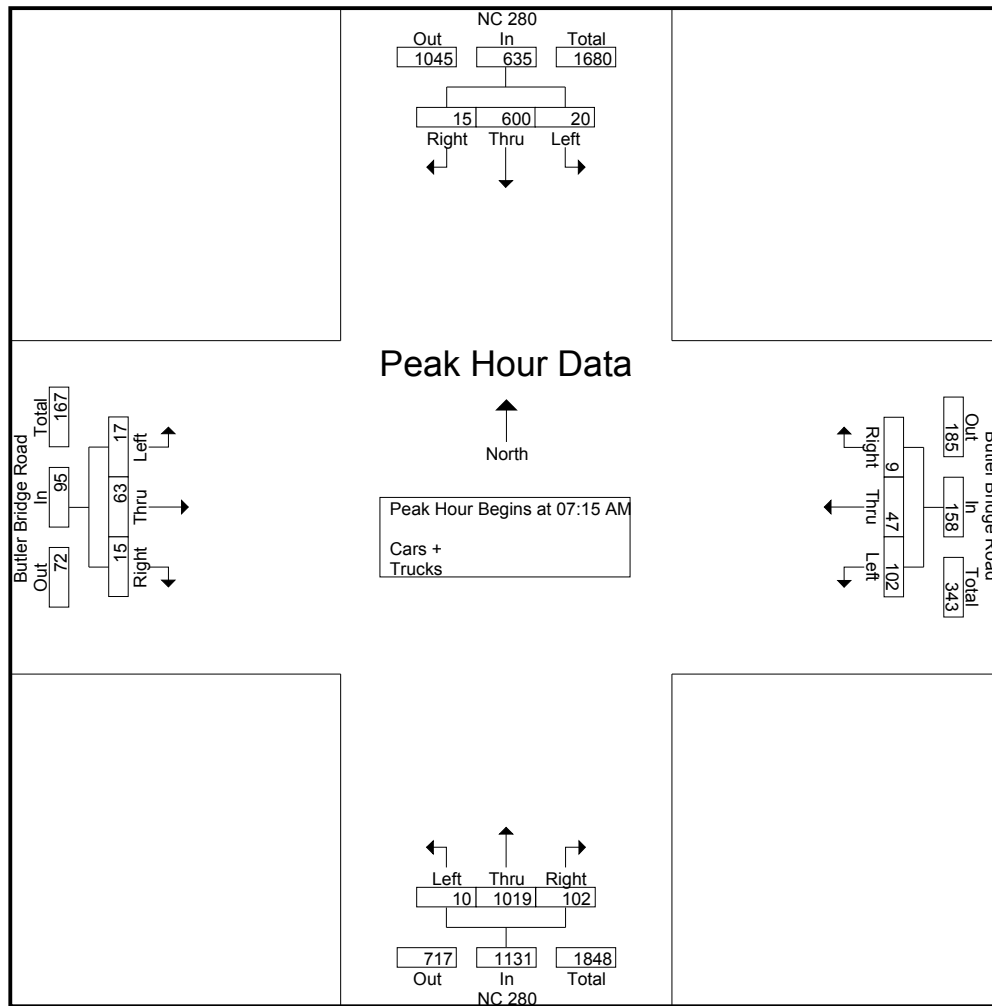 NC 280
Out In Total
1045 635 1680
15 600 20
Right Thru Left
Peak Hour Data
North
Peak Hour Begins at 07:15 AM
Cars +
Trucks
Butler Bridge Road
Total In Out
167 95 72
17 63 15
Left Thru Right
Butler Bridge Road
Out In Total
185 158 343
9 47 102
Right Thru Left
Left Thru Right
10 1019 102
717 1131 1848
Out In Total
NC 280